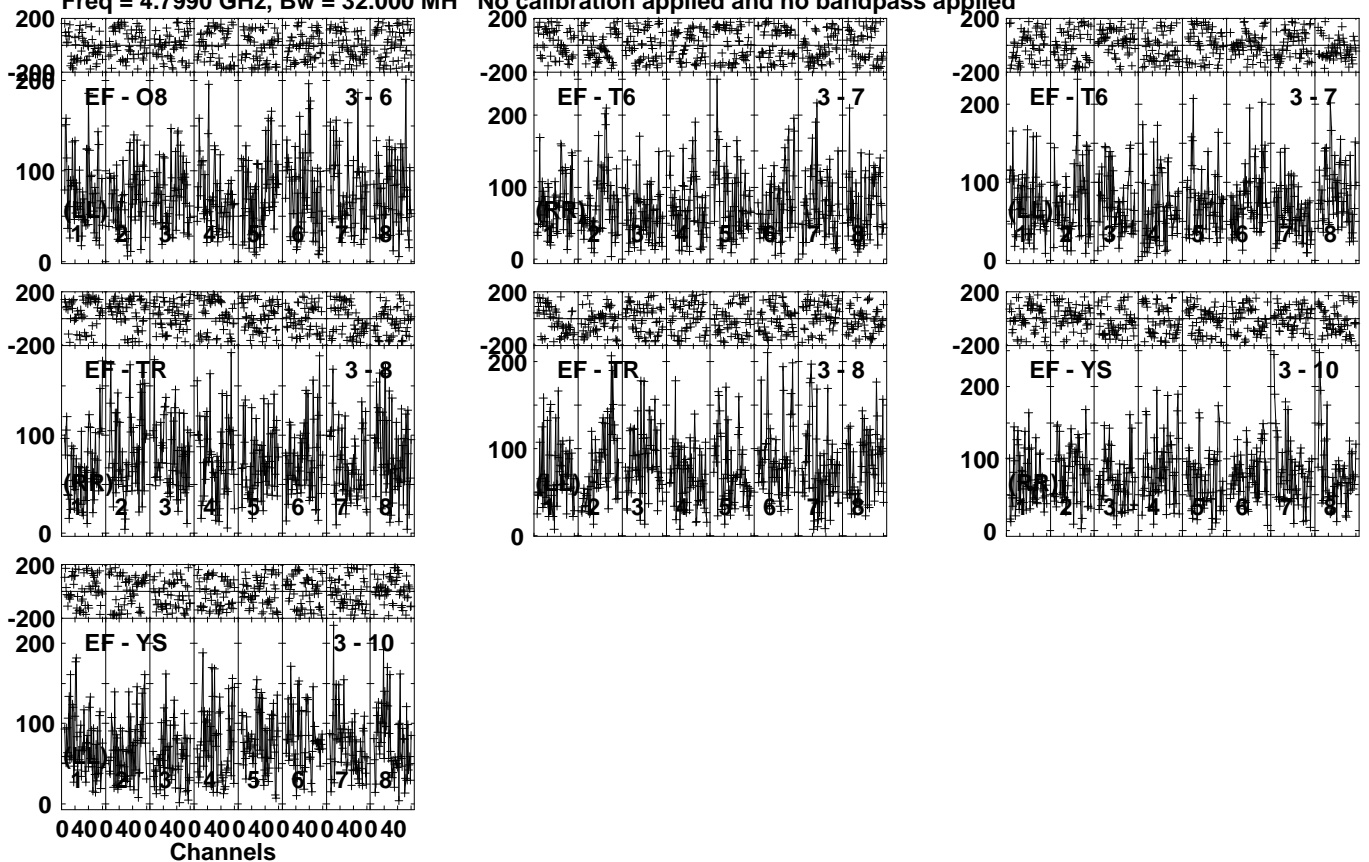 Freq = 4.7990 GHz, Bw = 32.000 MH No calibration applied and no bandpass applied
200 200 200
-200 -200 -200
200
EF - O8 3 - 6 EF - T6 3 - 7 EF - T6 3 - 7
200 200
100 100 100
(LL) (RR) (LL)
1 2 3 4 5 6 7 8 1 2 3 4 5 6 7 8 1 2 3 4 5 6 7 8
0 0 0
200 200 200
-200 -200 -200
EF - TR 3 - 8 EF - TR 3 - 8 EF - YS 3 - 10
200 200
100 100 100
(RR) (LL) (RR)
1 2 3 4 5 6 7 8 1 2 3 4 5 6 7 8 1 2 3 4 5 6 7 8
0 0 0
200
-200
EF - YS 3 - 10
200
100
(LL)
1 2 3 4 5 6 7 8
0
0 40 0 40 0 40 0 40 0 40 0 40 0 40 0 40
Channels